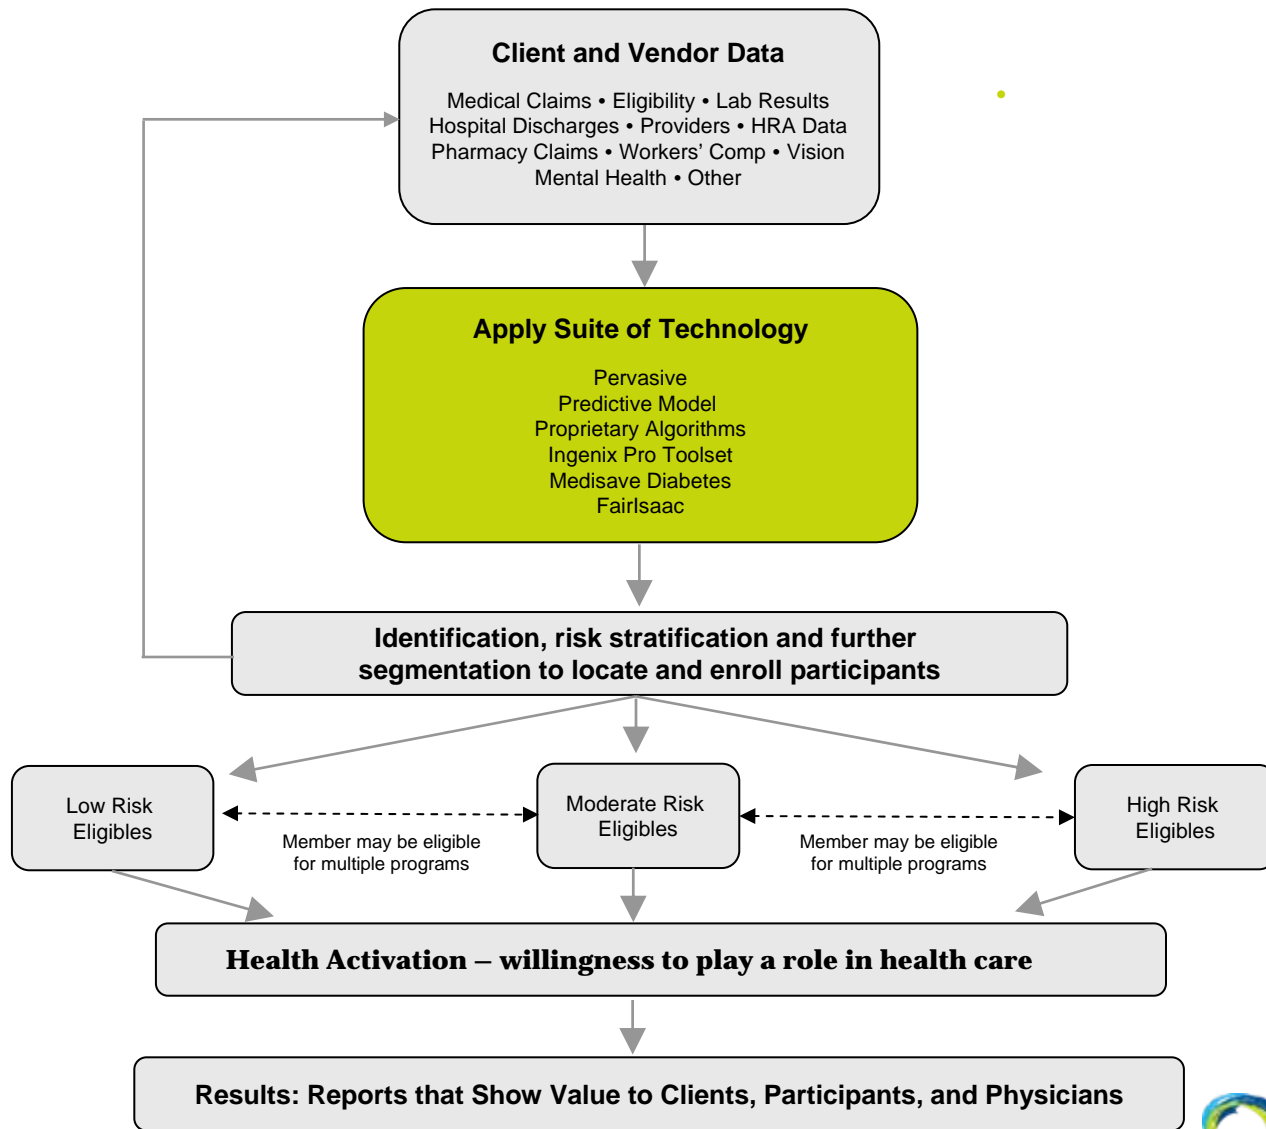 Client and Vendor Data
Medical Claims • Eligibility • Lab Results
Hospital Discharges • Providers • HRA Data
Pharmacy Claims • Workers’ Comp • Vision
Mental Health • Other
Apply Suite of Technology
Pervasive
Predictive Model
Proprietary Algorithms
Ingenix Pro Toolset
Medisave Diabetes
FairIsaac
Identification, risk stratification and further
segmentation to locate and enroll participants
Low Risk
Eligibles
Member may be eligible
for multiple programs
Moderate Risk
Eligibles
Member may be eligible
for multiple programs
High Risk
Eligibles
Health Activation – willingness to play a role in health care
Results: Reports that Show Value to Clients, Participants, and Physicians